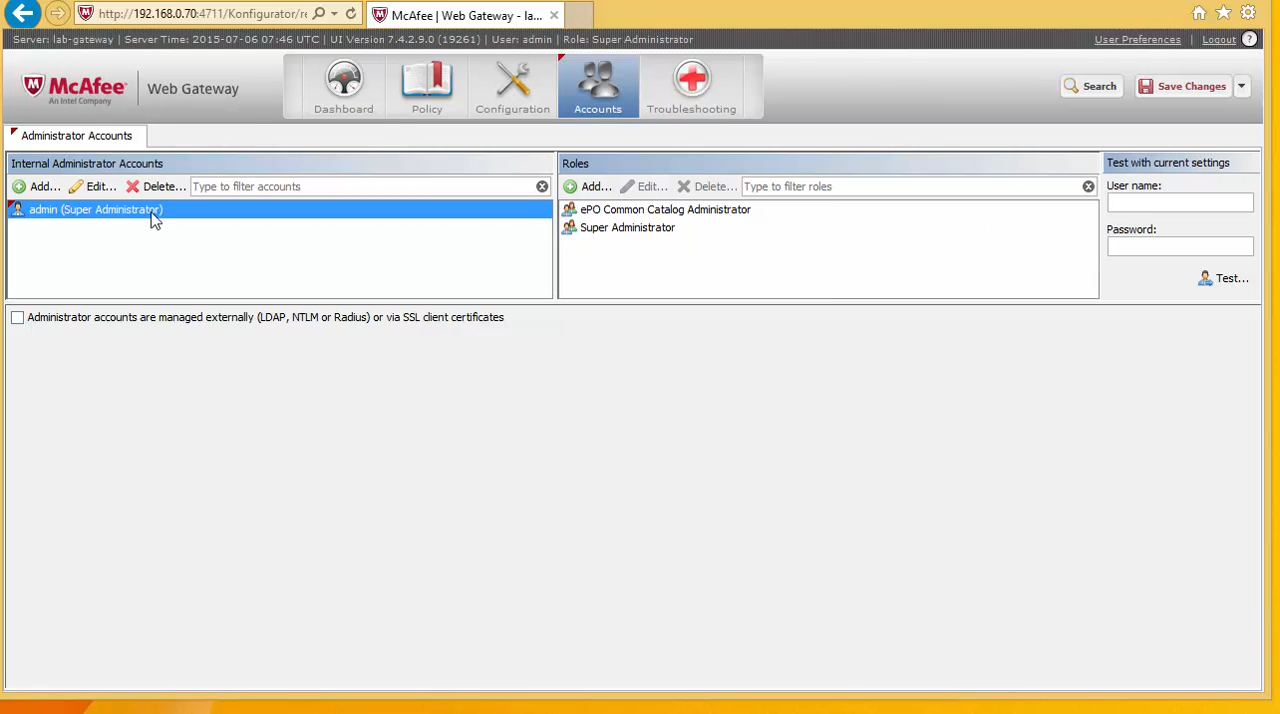 http://192.168.0.70:4711/Konfigurator/re
McAfee | Web Gateway - la...
Server: lab-gateway | Server Time: 2015-07-06 07:46 UTC | UI Version 7.4.2.9.0 (19261) | User: admin | Role: Super Administrator
User Preferences | Logout ?
McAfee
An Intel Company
Web Gateway
Dashboard
Policy
Configuration
Accounts
Troubleshooting
Search
Save Changes
Administrator Accounts
Internal Administrator Accounts
Roles
Test with current settings
Add... Edit... Delete... Type to filter accounts
Add... Edit... Delete... Type to filter roles
User name:
admin (Super Administrator)
ePO Common Catalog Administrator
Super Administrator
Password:
Test...
Administrator accounts are managed externally (LDAP, NTLM or Radius) or via SSL client certificates